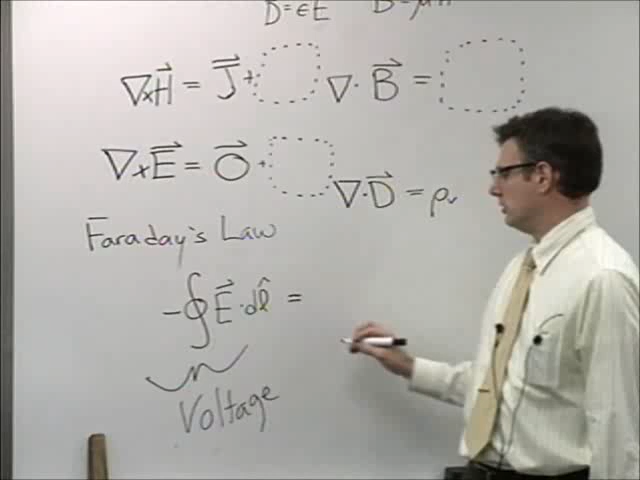 D=εE B=μH
∇×H⃗ = J⃗ + ∇· B⃗ =
∇×E⃗ = O⃗ +
∇·D⃗ = ρᵥ
Faraday's Law
-∮E⃗·dl̂ =
Voltage